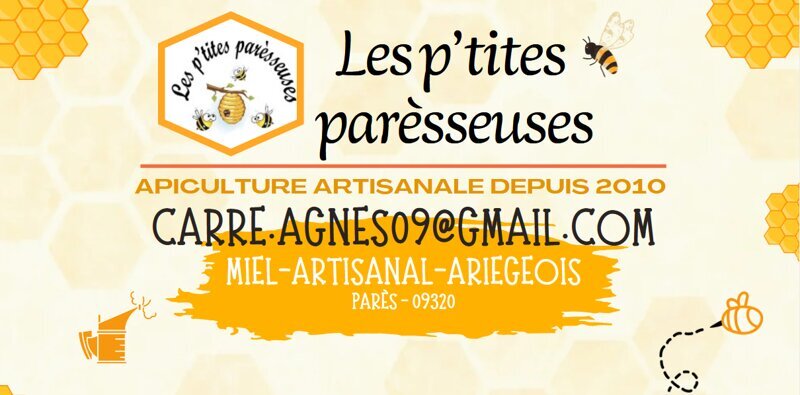 Les p'tites parèsseuses
Les p'tites
parèsseuses
APICULTURE ARTISANALE DEPUIS 2010
CARRE.AGNES09@GMAIL.COM
MIEL-ARTISANAL-ARIEGEOIS
PARÈS - 09320